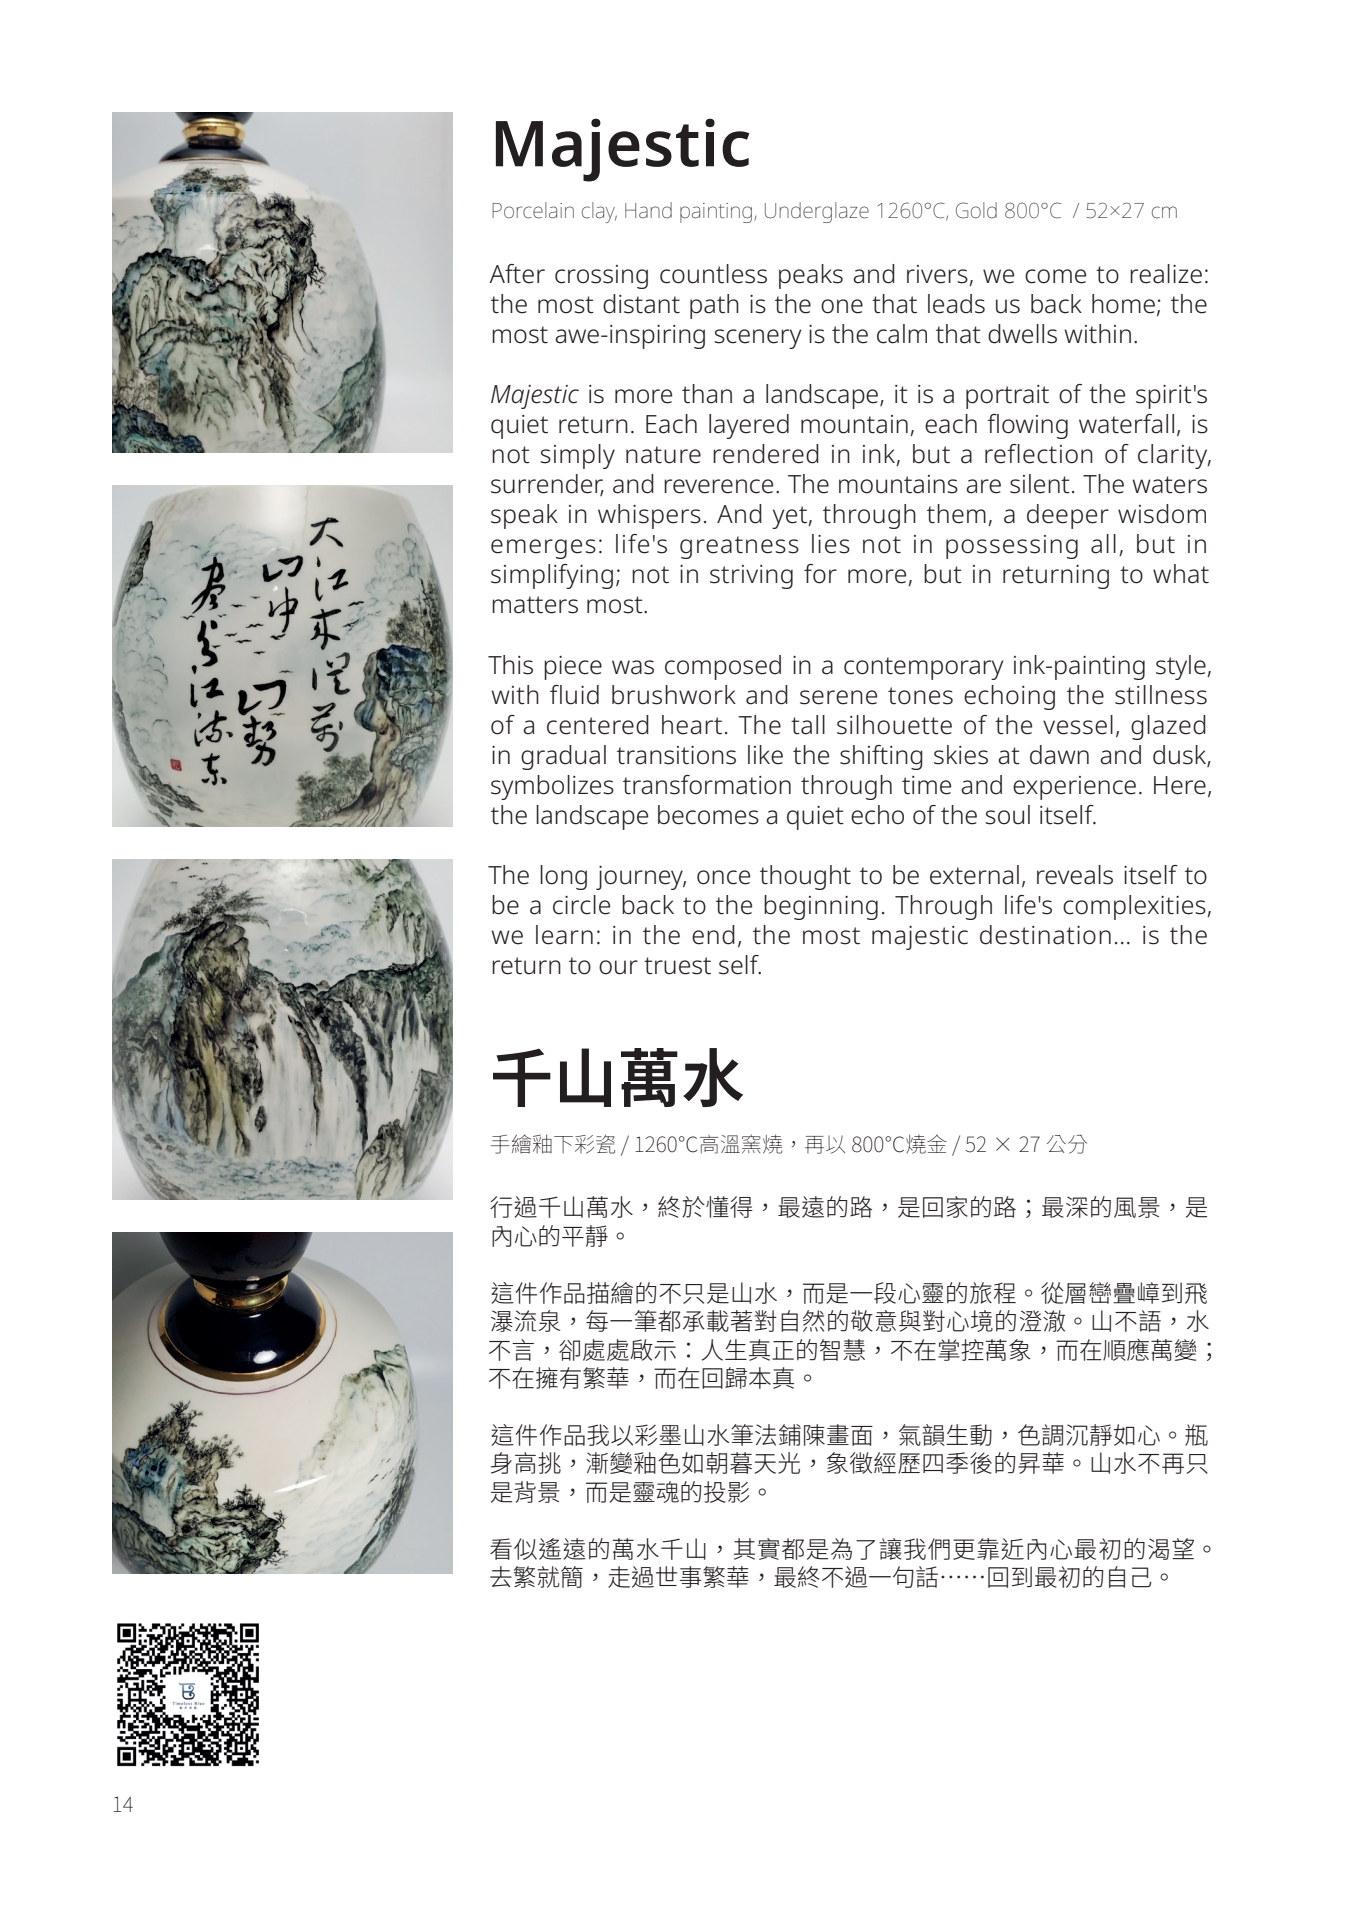 Majestic
Porcelain clay, Hand painting, Underglaze 1260°C, Gold 800°C / 52×27 cm
After crossing countless peaks and rivers, we come to realize:
the most distant path is the one that leads us back home; the
most awe-inspiring scenery is the calm that dwells within.
Majestic is more than a landscape, it is a portrait of the spirit's
quiet return. Each layered mountain, each flowing waterfall, is
not simply nature rendered in ink, but a reflection of clarity,
surrender, and reverence. The mountains are silent. The waters
speak in whispers. And yet, through them, a deeper wisdom
emerges: life's greatness lies not in possessing all, but in
simplifying; not in striving for more, but in returning to what
matters most.
This piece was composed in a contemporary ink-painting style,
with fluid brushwork and serene tones echoing the stillness
of a centered heart. The tall silhouette of the vessel, glazed
in gradual transitions like the shifting skies at dawn and dusk,
symbolizes transformation through time and experience. Here,
the landscape becomes a quiet echo of the soul itself.
The long journey, once thought to be external, reveals itself to
be a circle back to the beginning. Through life's complexities,
we learn: in the end, the most majestic destination... is the
return to our truest self.
千山萬水
手繪釉下彩瓷 / 1260°C高溫窯燒，再以 800°C燒金 / 52 × 27 公分
行過千山萬水，終於懂得，最遠的路，是回家的路；最深的風景，是
內心的平靜。
這件作品描繪的不只是山水，而是一段心靈的旅程。從層巒疊嶂到飛
瀑流泉，每一筆都承載著對自然的敬意與對心境的澄澈。山不語，水
不言，卻處處啟示：人生真正的智慧，不在掌控萬象，而在順應萬變；
不在擁有繁華，而在回歸本真。
這件作品我以彩墨山水筆法鋪陳畫面，氣韻生動，色調沉靜如心。瓶
身高挑，漸變釉色如朝暮天光，象徵經歷四季後的昇華。山水不再只
是背景，而是靈魂的投影。
看似遙遠的萬水千山，其實都是為了讓我們更靠近內心最初的渴望。
去繁就簡，走過世事繁華，最終不過一句話……回到最初的自己。
大江來從萬
山中
山勢
盡與江流東
Timeless Blue
14